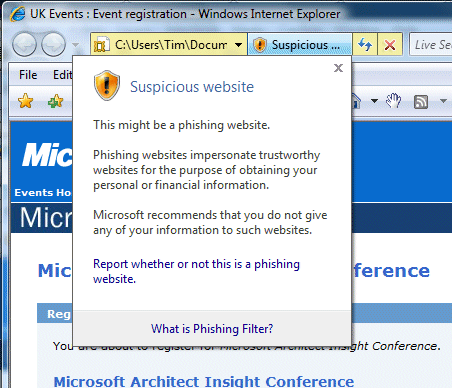 UK Events : Event registration - Windows Internet Explorer
C:\Users\Tim\Docum
Suspicious ...
Live Se
File Edit
Suspicious website
This might be a phishing website.
Phishing websites impersonate trustworthy
websites for the purpose of obtaining your
personal or financial information.
Microsoft recommends that you do not give
any of your information to such websites.
Report whether or not this is a phishing
website.
What is Phishing Filter?
Mic
Events Ho
Micro
Mic
ference
Reg
You are about to register for Microsoft Architect Insight Conference.
Microsoft Architect Insight Conference